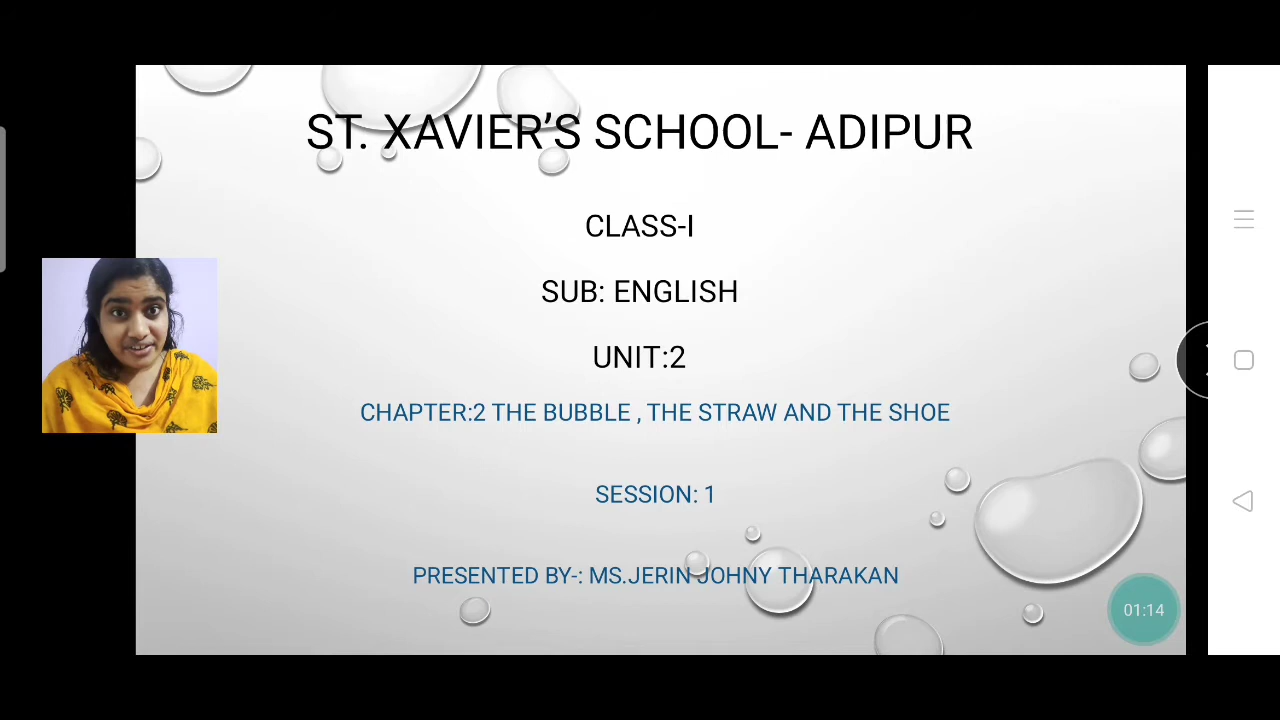 ST. XAVIER’S SCHOOL- ADIPUR
CLASS-I
SUB: ENGLISH
UNIT:2
CHAPTER:2 THE BUBBLE , THE STRAW AND THE SHOE
SESSION: 1
PRESENTED BY-: MS.JERIN JOHNY THARAKAN
01:14